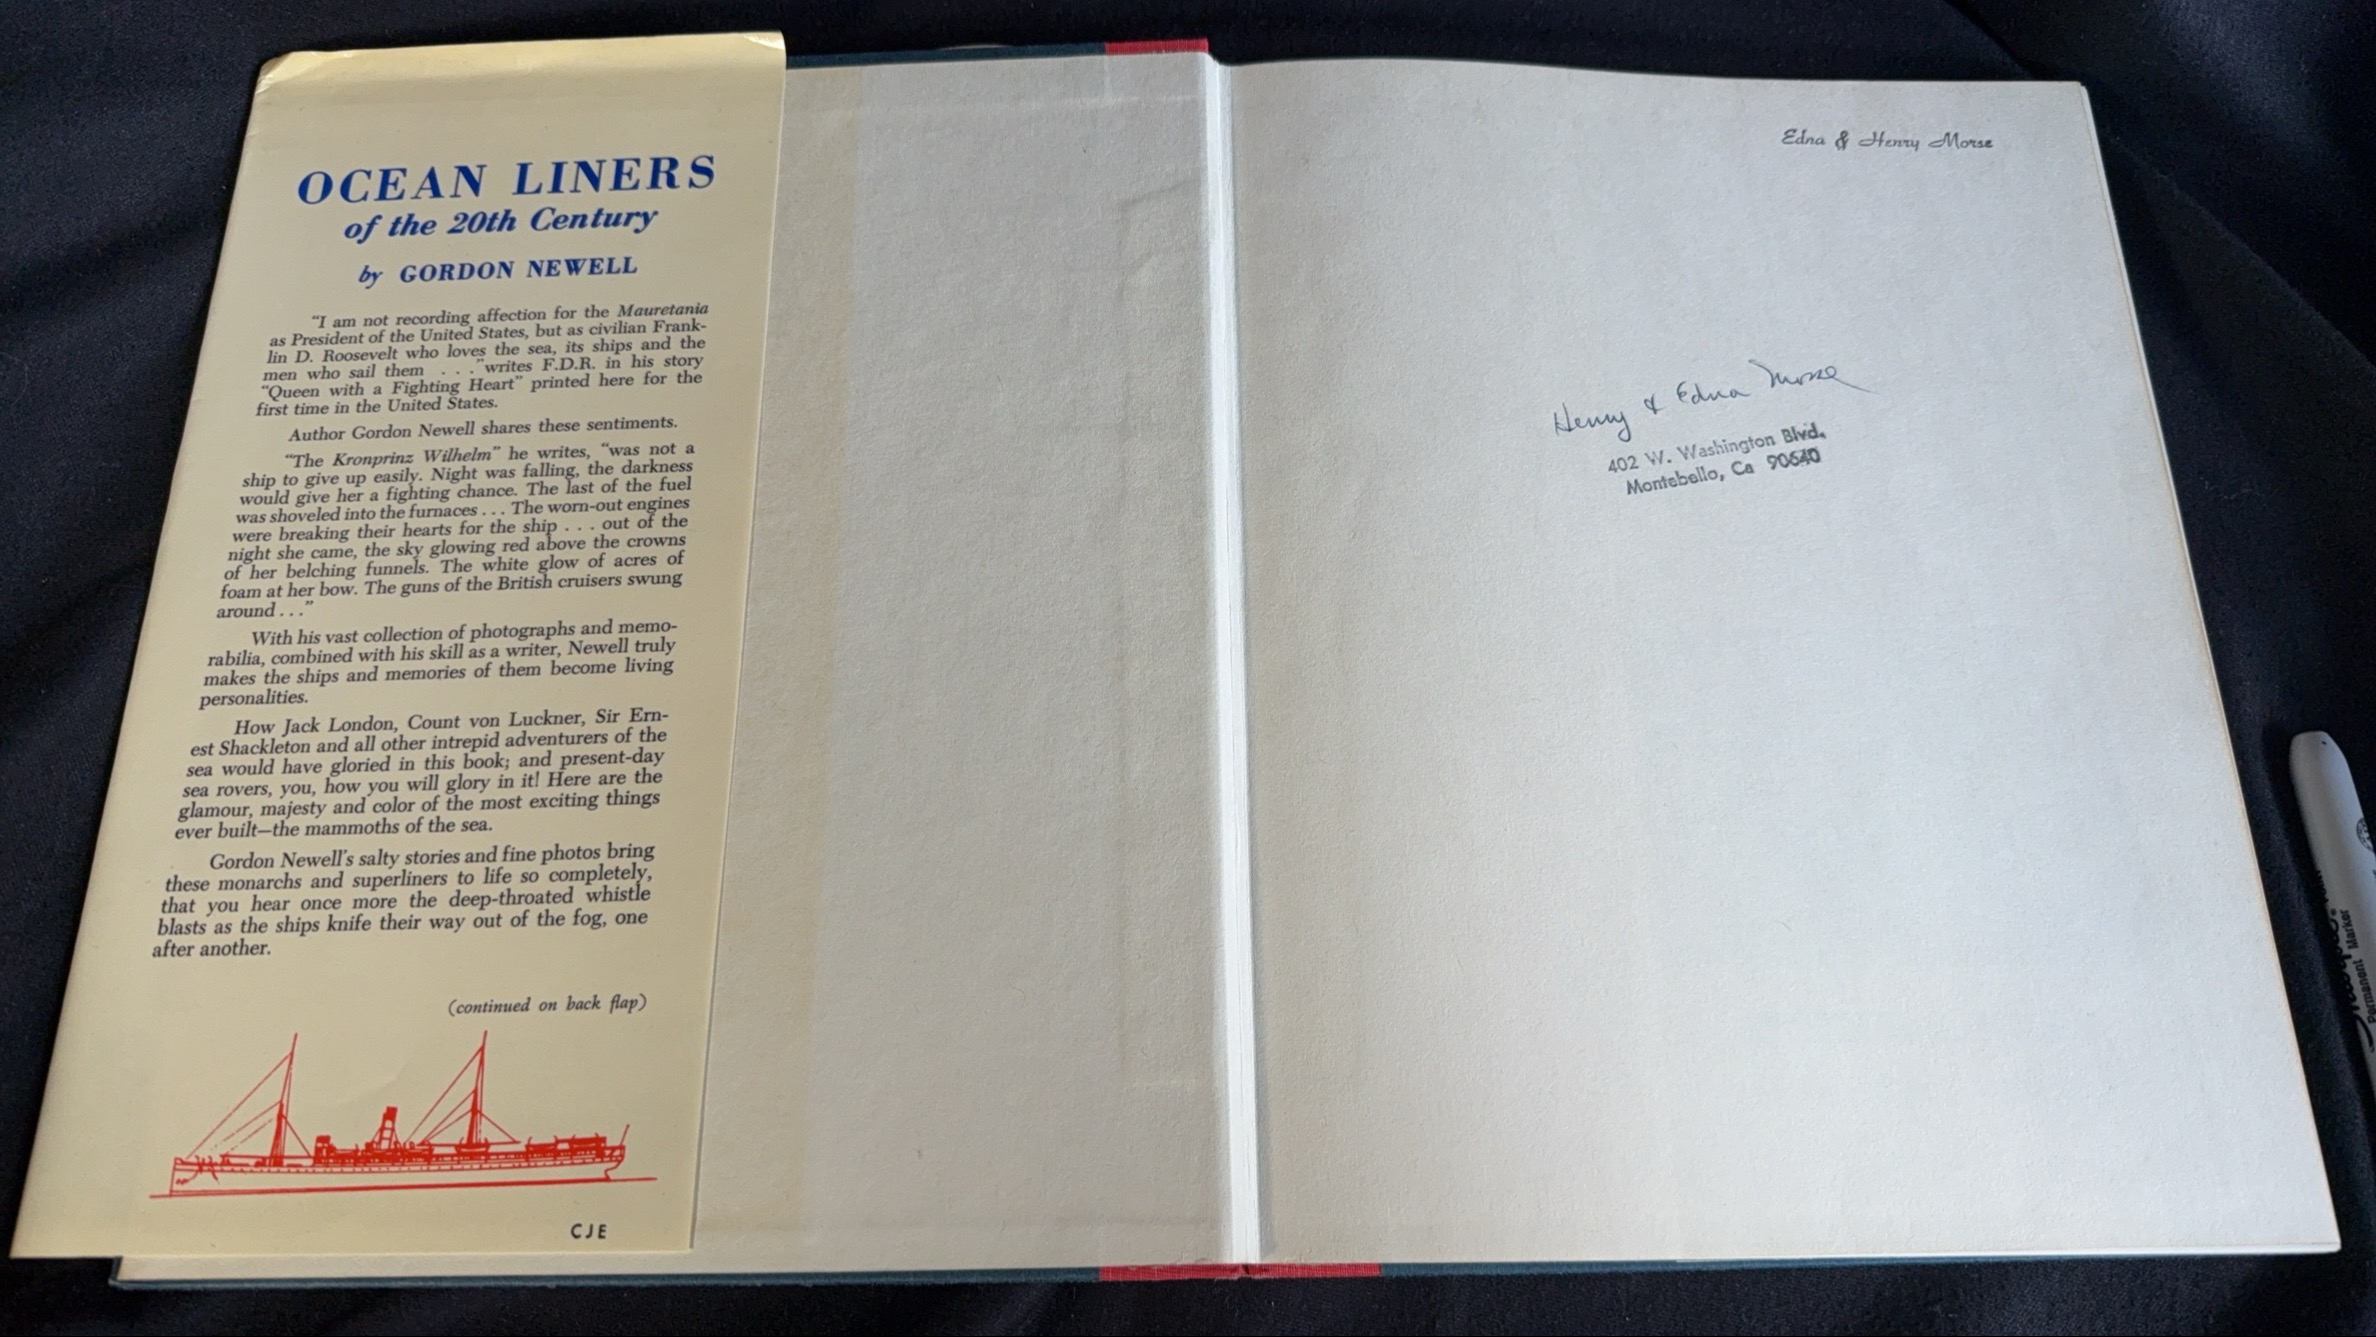 OCEAN LINERS
of the 20th Century
by GORDON NEWELL
"I am not recording affection for the Mauretania
as President of the United States, but as civilian Frank-
lin D. Roosevelt who loves the sea, its ships and the
men who sail them . . ." writes F.D.R. in his story
"Queen with a Fighting Heart" printed here for the
first time in the United States.
Author Gordon Newell shares these sentiments.
"The Kronprinz Wilhelm" he writes, "was not a
ship to give up easily. Night was falling, the darkness
would give her a fighting chance. The last of the fuel
was shoveled into the furnaces . . . The worn-out engines
were breaking their hearts for the ship . . . out of the
night she came, the sky glowing red above the crowns
of her belching funnels. The white glow of acres of
foam at her bow. The guns of the British cruisers swung
around . . ."
With his vast collection of photographs and memo-
rabilia, combined with his skill as a writer, Newell truly
makes the ships and memories of them become living
personalities.
How Jack London, Count von Luckner, Sir Ern-
est Shackleton and all other intrepid adventurers of the
sea would have gloried in this book; and present-day
sea rovers, you, how you will glory in it! Here are the
glamour, majesty and color of the most exciting things
ever built—the mammoths of the sea.
Gordon Newell's salty stories and fine photos bring
these monarchs and superliners to life so completely,
that you hear once more the deep-throated whistle
blasts as the ships knife their way out of the fog, one
after another.
(continued on back flap)
CJE
Edna & Henry Morse
Henry & Edna Morse
402 W. Washington Blvd.
Montebello, Ca 90640
Sharpie
Permanent Marker